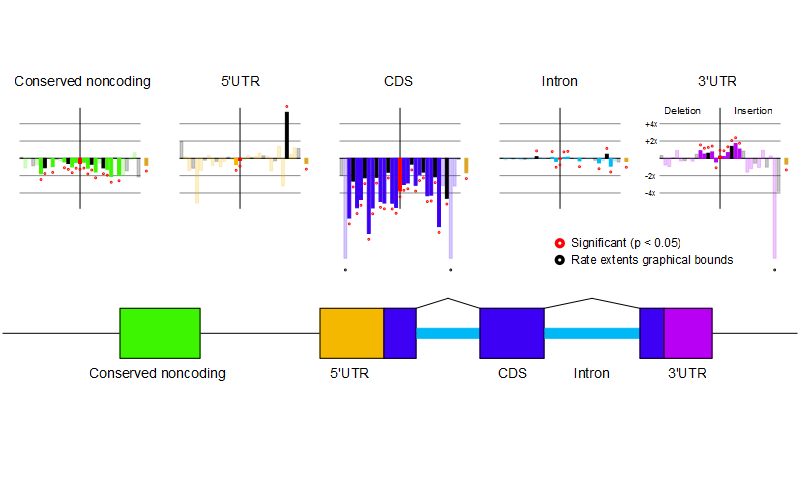 Conserved noncoding
5'UTR
CDS
Intron
3'UTR
Deletion
Insertion
+4x
+2x
-2x
-4x
Significant (p < 0.05)
Rate extents graphical bounds
Conserved noncoding
5'UTR
CDS
Intron
3'UTR